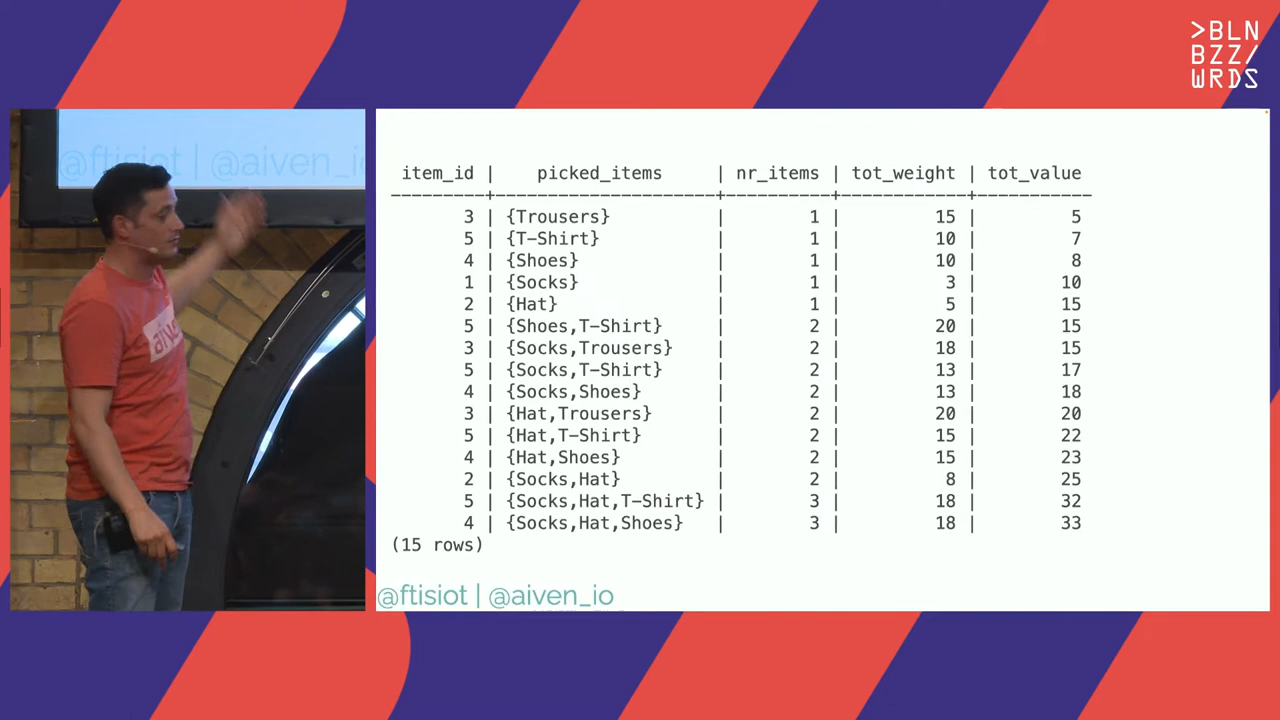 >BLN
BZZ/
WRDS
@ftisiot | @aiven_io
aiven
item_id | picked_items | nr_items | tot_weight | tot_value
---------+----------------------+----------+------------+-----------
3 | {Trousers} | 1 | 15 | 5
5 | {T-Shirt} | 1 | 10 | 7
4 | {Shoes} | 1 | 10 | 8
1 | {Socks} | 1 | 3 | 10
2 | {Hat} | 1 | 5 | 15
5 | {Shoes,T-Shirt} | 2 | 20 | 15
3 | {Socks,Trousers} | 2 | 18 | 15
5 | {Socks,T-Shirt} | 2 | 13 | 17
4 | {Socks,Shoes} | 2 | 13 | 18
3 | {Hat,Trousers} | 2 | 20 | 20
5 | {Hat,T-Shirt} | 2 | 15 | 22
4 | {Hat,Shoes} | 2 | 15 | 23
2 | {Socks,Hat} | 2 | 8 | 25
5 | {Socks,Hat,T-Shirt} | 3 | 18 | 32
4 | {Socks,Hat,Shoes} | 3 | 18 | 33
(15 rows)
@ftisiot | @aiven_io